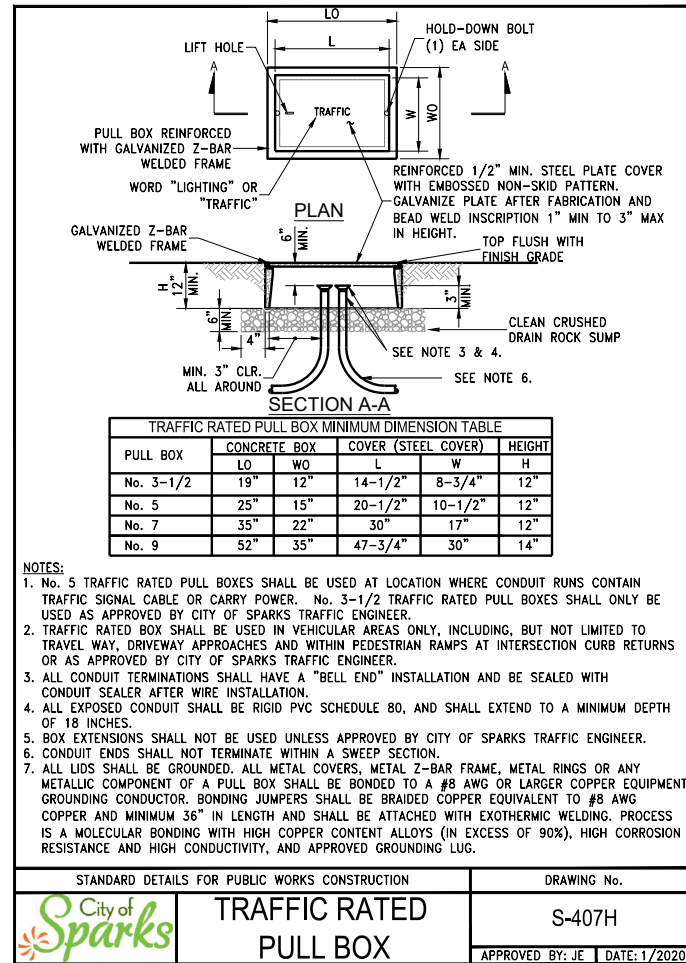 LO
L
HOLD-DOWN BOLT
(1) EA SIDE
LIFT HOLE
A
A
TRAFFIC
W
WO
PULL BOX REINFORCED
WITH GALVANIZED Z-BAR
WELDED FRAME
WORD "LIGHTING" OR
"TRAFFIC"
REINFORCED 1/2" MIN. STEEL PLATE COVER
WITH EMBOSSED NON-SKID PATTERN.
GALVANIZE PLATE AFTER FABRICATION AND
BEAD WELD INSCRIPTION 1" MIN TO 3" MAX
IN HEIGHT.
PLAN
GALVANIZED Z-BAR
WELDED FRAME
6"
MIN.
TOP FLUSH WITH
FINISH GRADE
H
12"
MIN.
3"
MIN.
6"
MIN.
4"
CLEAN CRUSHED
DRAIN ROCK SUMP
SEE NOTE 3 & 4.
MIN. 3" CLR.
ALL AROUND
SEE NOTE 6.
SECTION A-A
TRAFFIC RATED PULL BOX MINIMUM DIMENSION TABLE
PULL BOX CONCRETE BOX COVER (STEEL COVER) HEIGHT
LO WO L W H
No. 3-1/2 19" 12" 14-1/2" 8-3/4" 12"
No. 5 25" 15" 20-1/2" 10-1/2" 12"
No. 7 35" 22" 30" 17" 12"
No. 9 52" 35" 47-3/4" 30" 14"
NOTES:
1. No. 5 TRAFFIC RATED PULL BOXES SHALL BE USED AT LOCATION WHERE CONDUIT RUNS CONTAIN
TRAFFIC SIGNAL CABLE OR CARRY POWER. No. 3-1/2 TRAFFIC RATED PULL BOXES SHALL ONLY BE
USED AS APPROVED BY CITY OF SPARKS TRAFFIC ENGINEER.
2. TRAFFIC RATED BOX SHALL BE USED IN VEHICULAR AREAS ONLY, INCLUDING, BUT NOT LIMITED TO
TRAVEL WAY, DRIVEWAY APPROACHES AND WITHIN PEDESTRIAN RAMPS AT INTERSECTION CURB RETURNS
OR AS APPROVED BY CITY OF SPARKS TRAFFIC ENGINEER.
3. ALL CONDUIT TERMINATIONS SHALL HAVE A "BELL END" INSTALLATION AND BE SEALED WITH
CONDUIT SEALER AFTER WIRE INSTALLATION.
4. ALL EXPOSED CONDUIT SHALL BE RIGID PVC SCHEDULE 80, AND SHALL EXTEND TO A MINIMUM DEPTH
OF 18 INCHES.
5. BOX EXTENSIONS SHALL NOT BE USED UNLESS APPROVED BY CITY OF SPARKS TRAFFIC ENGINEER.
6. CONDUIT ENDS SHALL NOT TERMINATE WITHIN A SWEEP SECTION.
7. ALL LIDS SHALL BE GROUNDED. ALL METAL COVERS, METAL Z-BAR FRAME, METAL RINGS OR ANY
METALLIC COMPONENT OF A PULL BOX SHALL BE BONDED TO A #8 AWG OR LARGER COPPER EQUIPMENT
GROUNDING CONDUCTOR. BONDING JUMPERS SHALL BE BRAIDED COPPER EQUIVALENT TO #8 AWG
COPPER AND MINIMUM 36" IN LENGTH AND SHALL BE ATTACHED WITH EXOTHERMIC WELDING. PROCESS
IS A MOLECULAR BONDING WITH HIGH COPPER CONTENT ALLOYS (IN EXCESS OF 90%), HIGH CORROSION
RESISTANCE AND HIGH CONDUCTIVITY, AND APPROVED GROUNDING LUG.
STANDARD DETAILS FOR PUBLIC WORKS CONSTRUCTION
DRAWING No.
City of
Sparks
TRAFFIC RATED
PULL BOX
S-407H
APPROVED BY: JE DATE: 1/2020